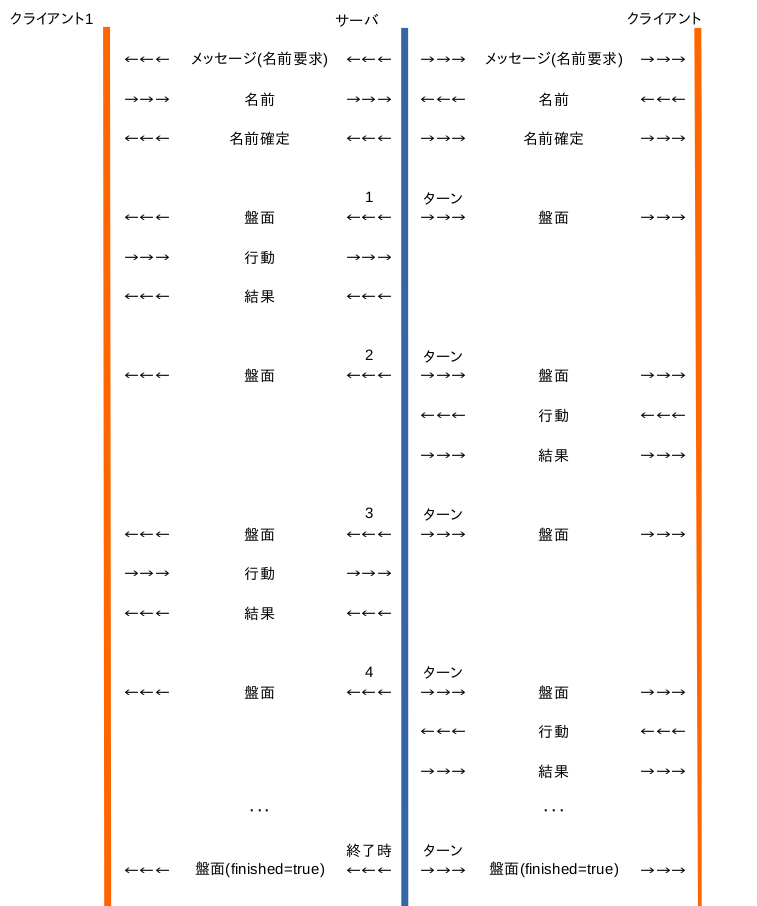 クライアント1 サーバ クライアント
←←← メッセージ(名前要求) ←←← →→→ メッセージ(名前要求) →→→
→→→ 名前 →→→ ←←← 名前 ←←←
←←← 名前確定 ←←← →→→ 名前確定 →→→
1 ターン
←←← 盤面 ←←← →→→ 盤面 →→→
→→→ 行動 →→→
←←← 結果 ←←←
2 ターン
←←← 盤面 ←←← →→→ 盤面 →→→
←←← 行動 ←←←
→→→ 結果 →→→
3 ターン
←←← 盤面 ←←← →→→ 盤面 →→→
→→→ 行動 →→→
←←← 結果 ←←←
4 ターン
←←← 盤面 ←←← →→→ 盤面 →→→
←←← 行動 ←←←
→→→ 結果 →→→
... ...
終了時 ターン
←←← 盤面(finished=true) ←←← →→→ 盤面(finished=true) →→→